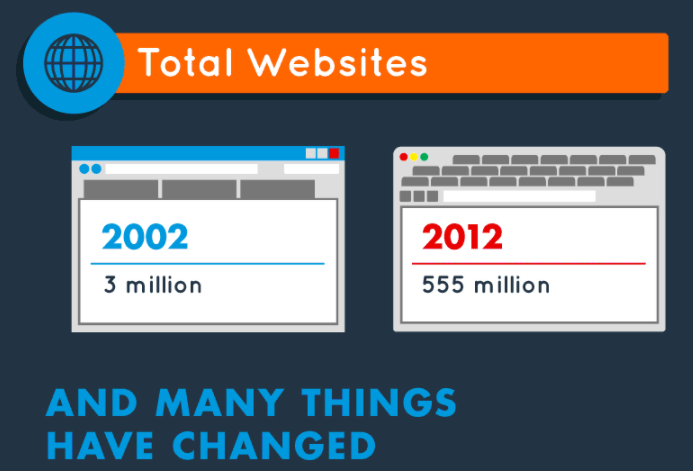 Total Websites
2002
3 million
2012
555 million
AND MANY THINGS
HAVE CHANGED